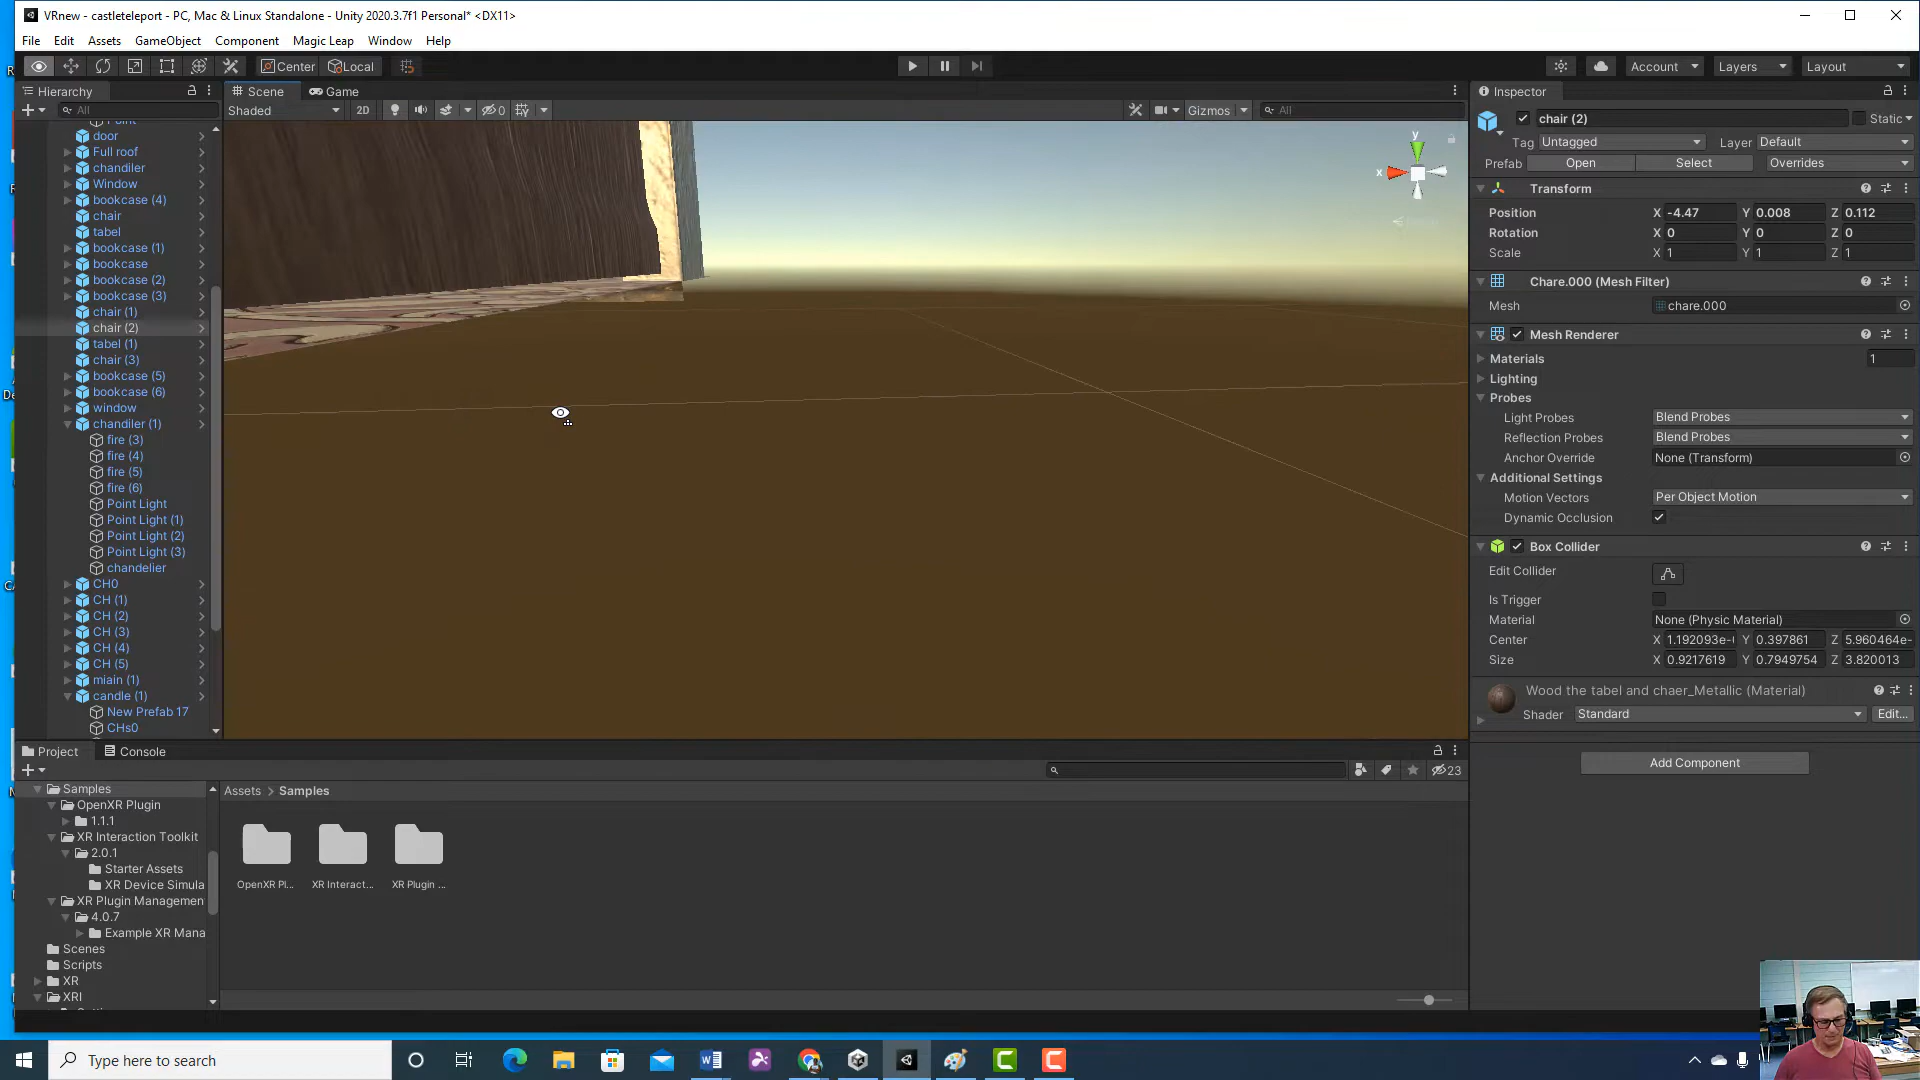 VRnew - castleteleport - PC, Mac & Linux Standalone - Unity 2020.3.7f1 Personal* <DX11>
File Edit Assets GameObject Component Magic Leap Window Help
Center Local Account Layers Layout
Hierarchy Scene Game Inspector
All Shaded 2D 0 Gizmos All
door
Full roof
chandiler
Window
bookcase (4)
chair
tabel
bookcase (1)
bookcase
bookcase (2)
bookcase (3)
chair (1)
chair (2)
tabel (1)
chair (3)
bookcase (5)
bookcase (6)
window
chandiler (1)
fire (3)
fire (4)
fire (5)
fire (6)
Point Light
Point Light (1)
Point Light (2)
Point Light (3)
chandelier
CH0
CH (1)
CH (2)
CH (3)
CH (4)
CH (5)
miain (1)
candle (1)
New Prefab 17
CHs0
y
x
chair (2) Static
Tag Untagged Layer Default
Prefab Open Select Overrides
Transform
Position X -4.47 Y 0.008 Z 0.112
Rotation X 0 Y 0 Z 0
Scale X 1 Y 1 Z 1
Chare.000 (Mesh Filter)
Mesh chare.000
Mesh Renderer
Materials 1
Lighting
Probes
Light Probes Blend Probes
Reflection Probes Blend Probes
Anchor Override None (Transform)
Additional Settings
Motion Vectors Per Object Motion
Dynamic Occlusion
Box Collider
Edit Collider
Is Trigger
Material None (Physic Material)
Center X 1.192093e-0 Y 0.397861 Z 5.960464e-
Size X 0.9217619 Y 0.7949754 Z 3.820013
Wood the tabel and chaer_Metallic (Material)
Shader Standard Edit...
Add Component
Project Console
23
Samples
OpenXR Plugin
1.1.1
XR Interaction Toolkit
2.0.1
Starter Assets
XR Device Simula
XR Plugin Managemen
4.0.7
Example XR Mana
Scenes
Scripts
XR
XRI
Assets > Samples
OpenXR Pl... XR Interact... XR Plugin ...
Type here to search